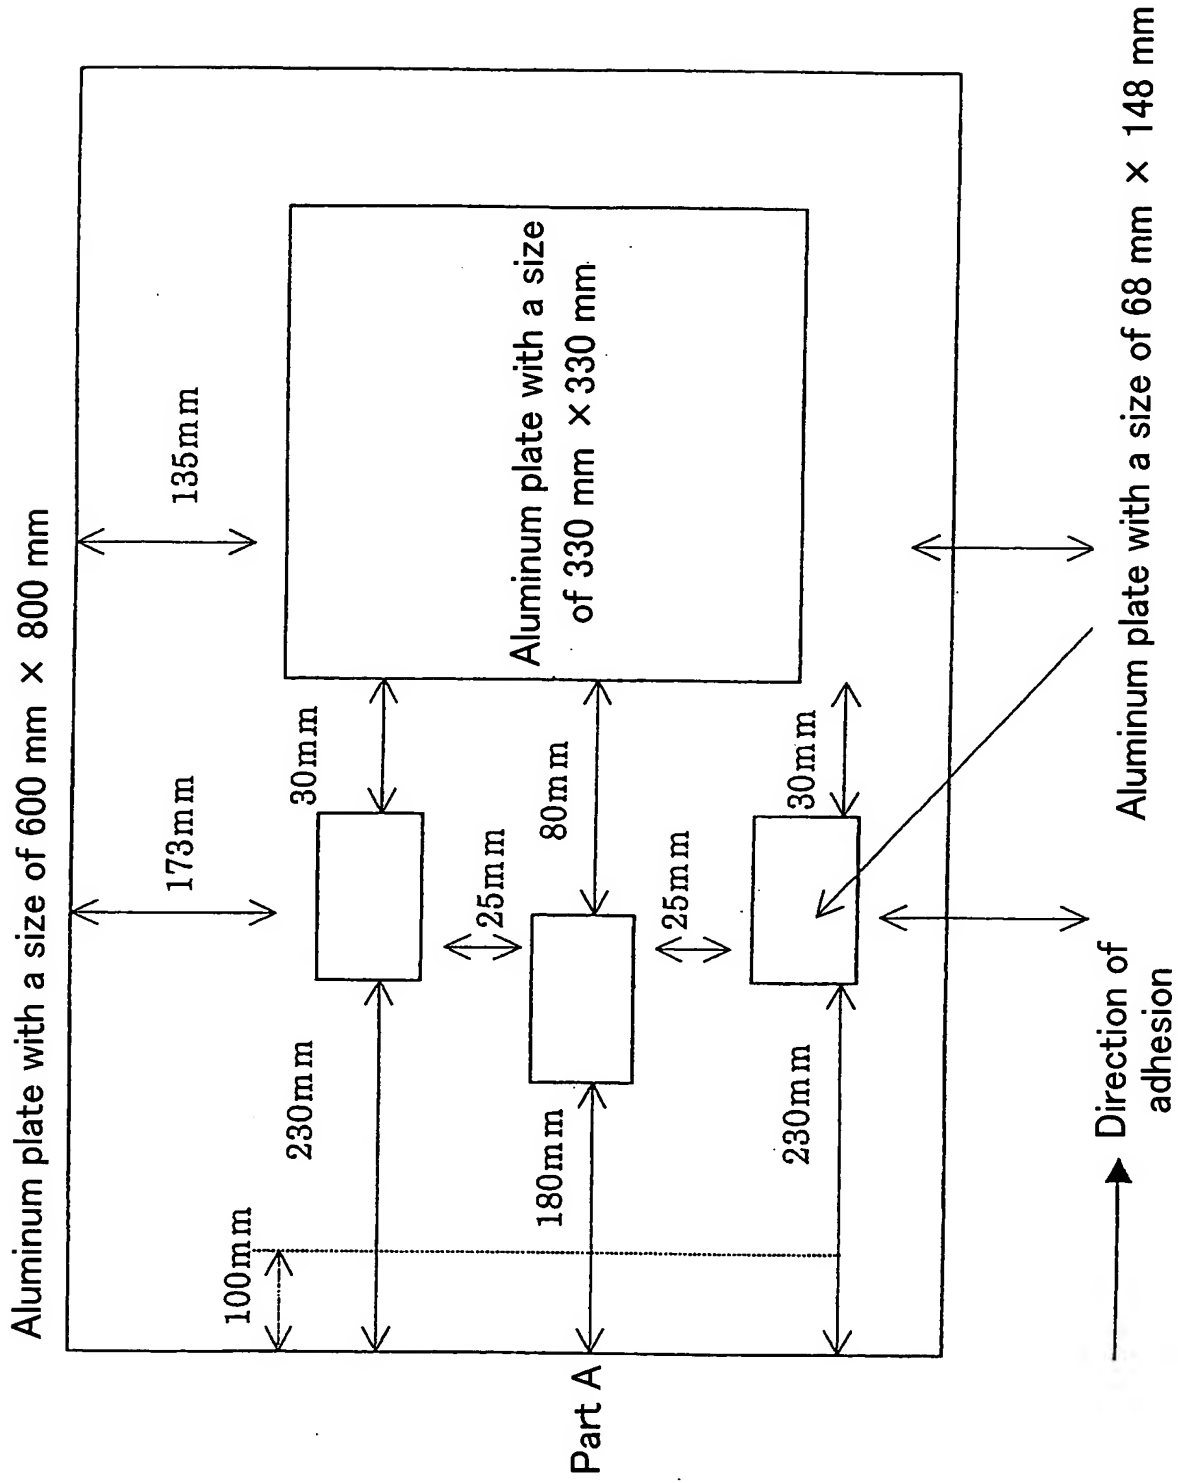 Aluminum plate with a size of 600 mm × 800 mm
173mm
135mm
100mm
230mm
30mm
25mm
Aluminum plate with a size
of 330 mm ×330 mm
180mm
80mm
25mm
230mm
30mm
Part A
Direction of
adhesion
Aluminum plate with a size of 68 mm × 148 mm